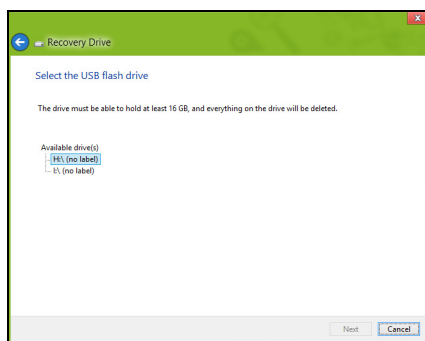 Recovery Drive
Select the USB flash drive
The drive must be able to hold at least 16 GB, and everything on the drive will be deleted.
Available drive(s)
H:\ (no label)
I:\ (no label)
Next
Cancel